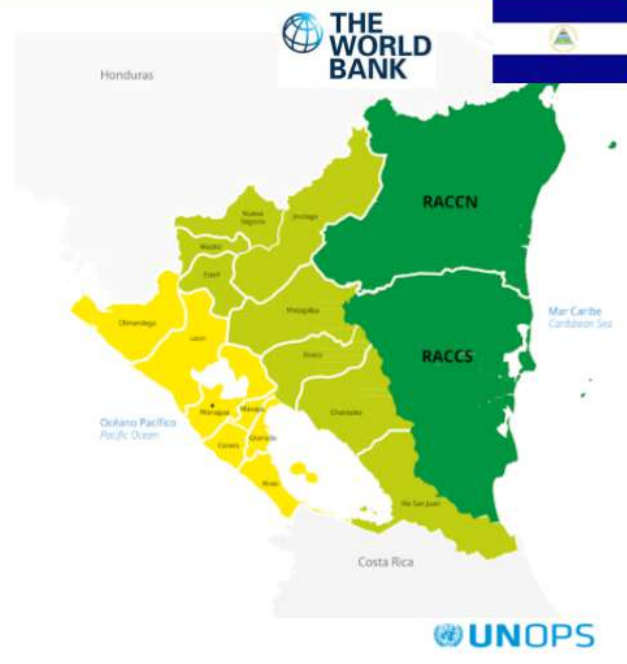 THE
WORLD
BANK
Honduras
RACCN
Nueva
Segovia
Jinotega
Madriz
Estelí
Chinandega
León
Matagalpa
Boaco
RACCS
Mar Caribe
Caribbean Sea
Managua
Masaya
Chontales
Océano Pacífico
Pacific Ocean
Carazo
Granada
Rivas
Río San Juan
Costa Rica
UNOPS